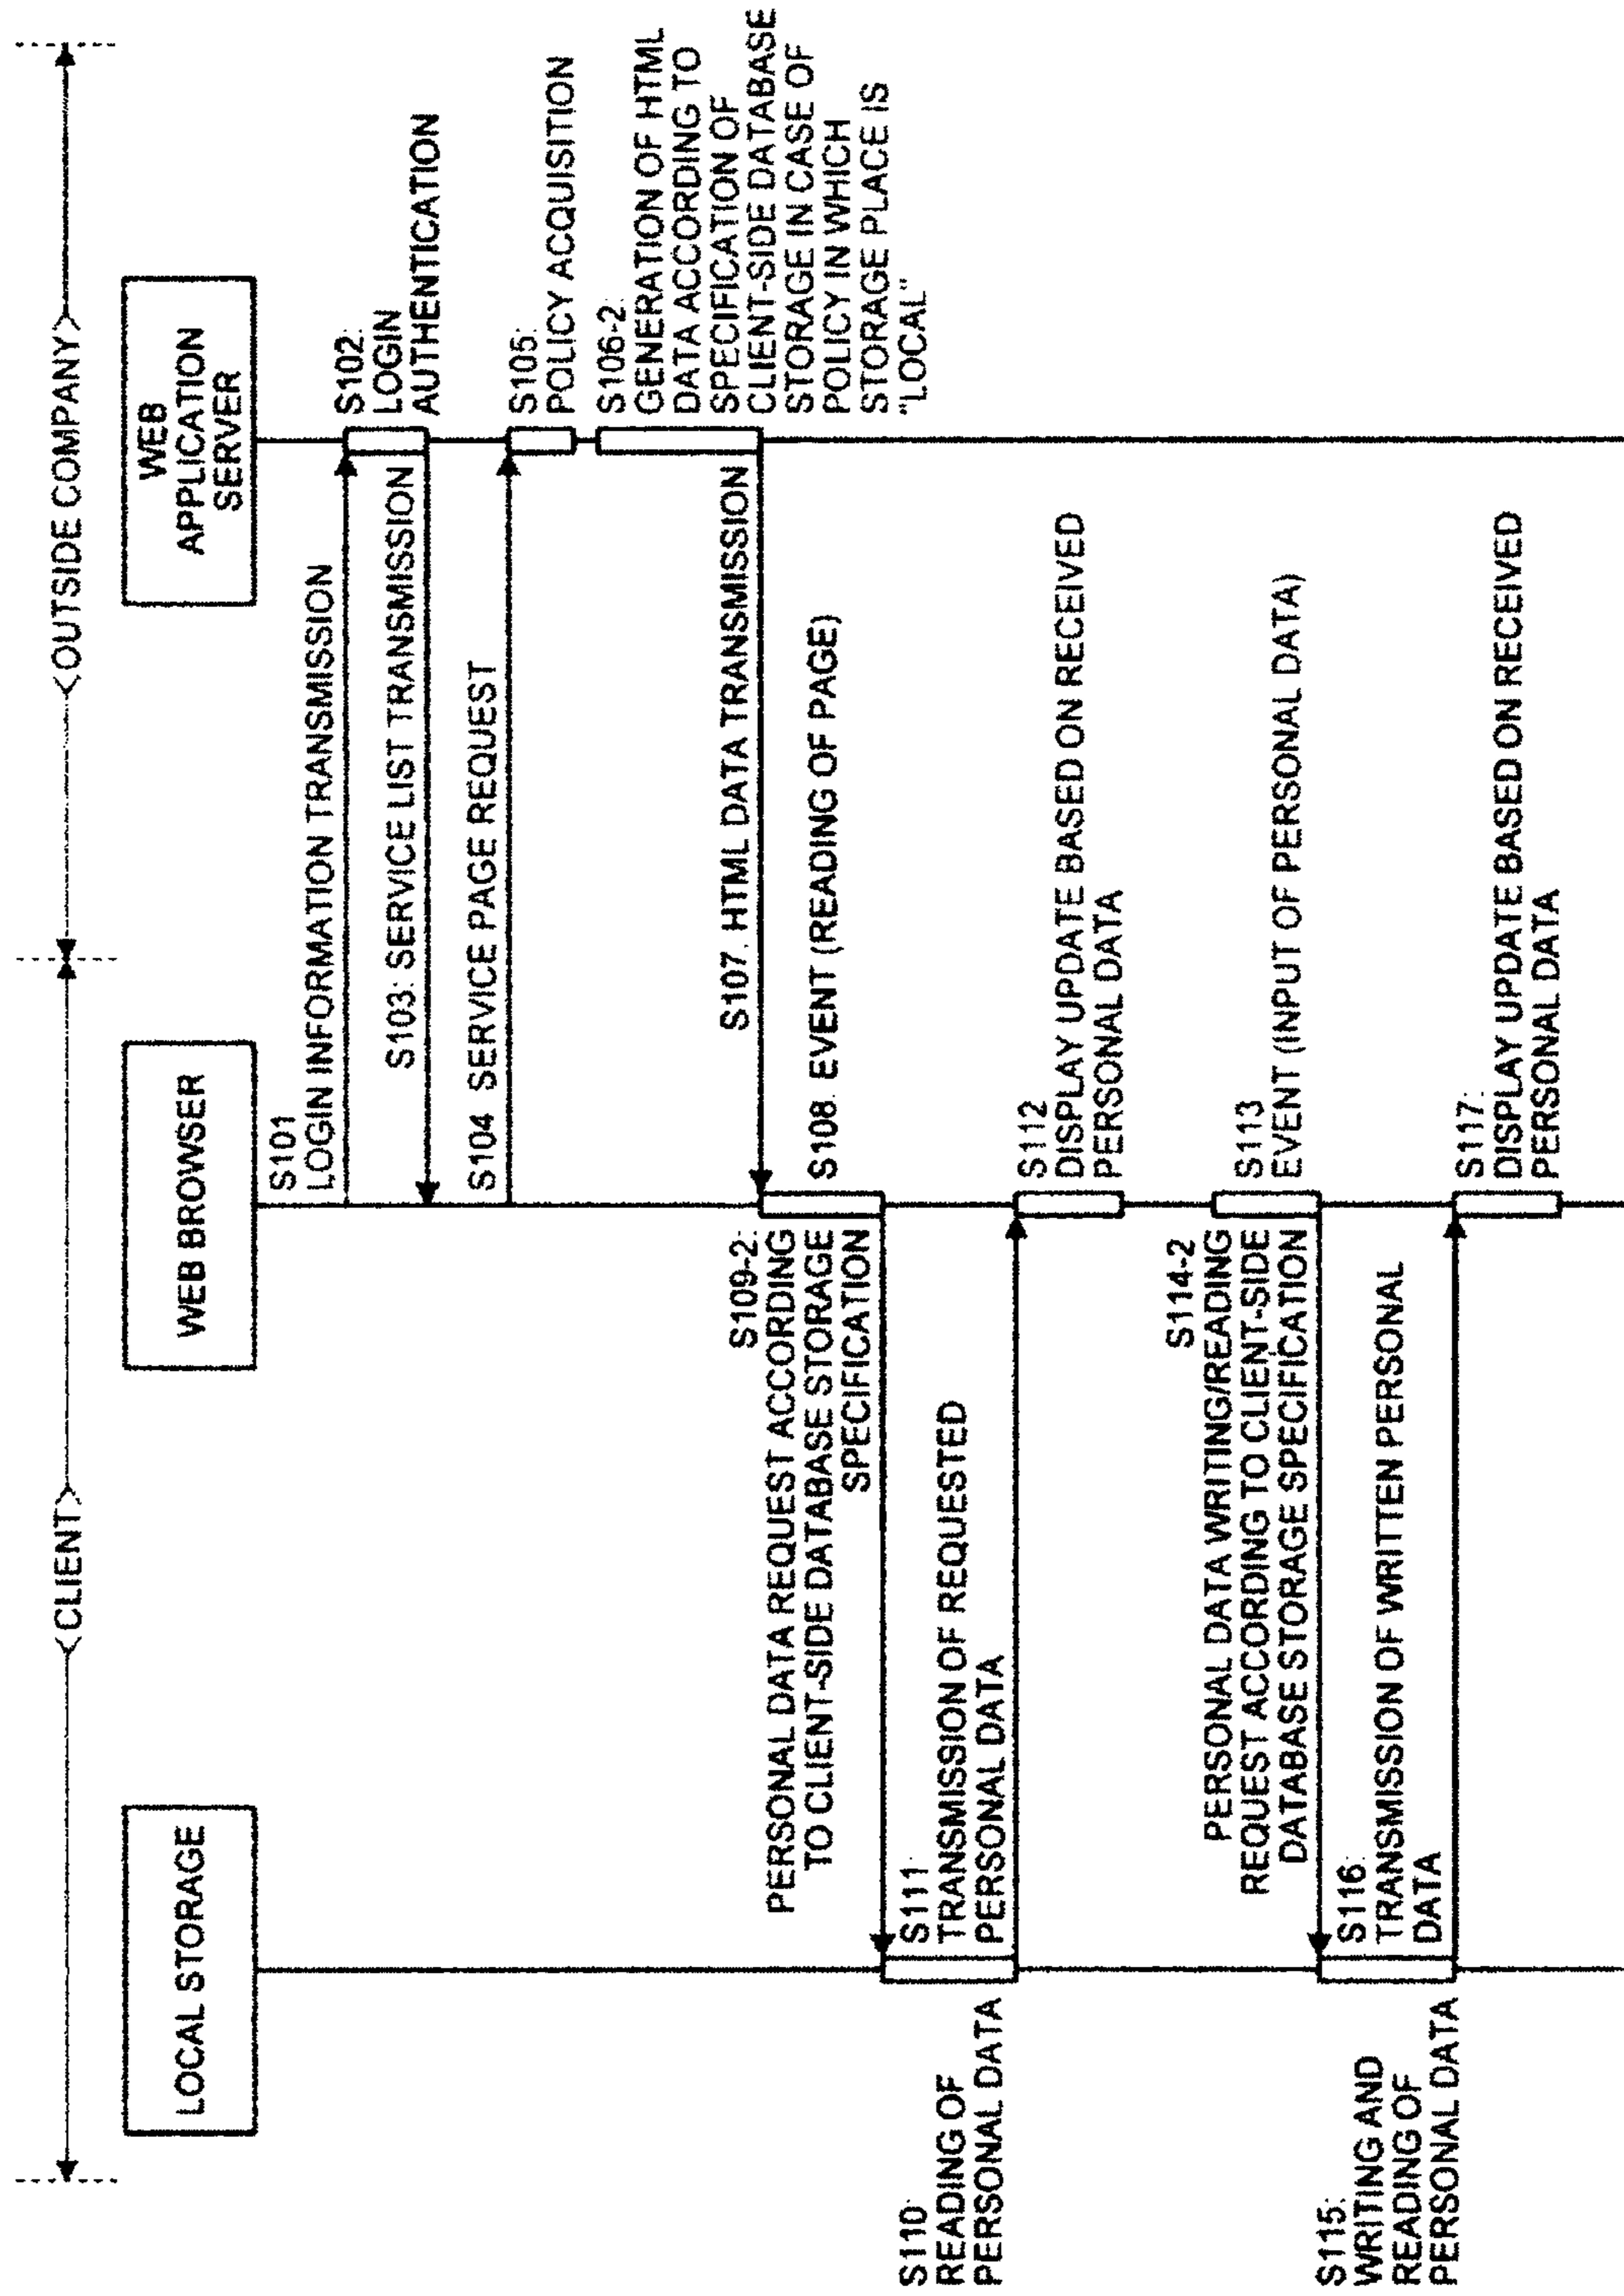 <CLIENT>
<OUTSIDE COMPANY>
LOCAL STORAGE
WEB BROWSER
WEB
APPLICATION
SERVER
S101
LOGIN INFORMATION TRANSMISSION
S102:
LOGIN
AUTHENTICATION
S103: SERVICE LIST TRANSMISSION
S104 SERVICE PAGE REQUEST
S105:
POLICY ACQUISITION
S106-2:
GENERATION OF HTML
DATA ACCORDING TO
SPECIFICATION OF
CLIENT-SIDE DATABASE
STORAGE IN CASE OF
POLICY IN WHICH
STORAGE PLACE IS
"LOCAL"
S107. HTML DATA TRANSMISSION
S108. EVENT (READING OF PAGE)
S109-2:
PERSONAL DATA REQUEST ACCORDING
TO CLIENT-SIDE DATABASE STORAGE
SPECIFICATION
S110:
READING OF
PERSONAL DATA
S111:
TRANSMISSION OF REQUESTED
PERSONAL DATA
S112
DISPLAY UPDATE BASED ON RECEIVED
PERSONAL DATA
S113
EVENT (INPUT OF PERSONAL DATA)
S114-2
PERSONAL DATA WRITING/READING
REQUEST ACCORDING TO CLIENT-SIDE
DATABASE STORAGE SPECIFICATION
S115:
WRITING AND
READING OF
PERSONAL DATA
S116:
TRANSMISSION OF WRITTEN PERSONAL
DATA
S117:
DISPLAY UPDATE BASED ON RECEIVED
PERSONAL DATA